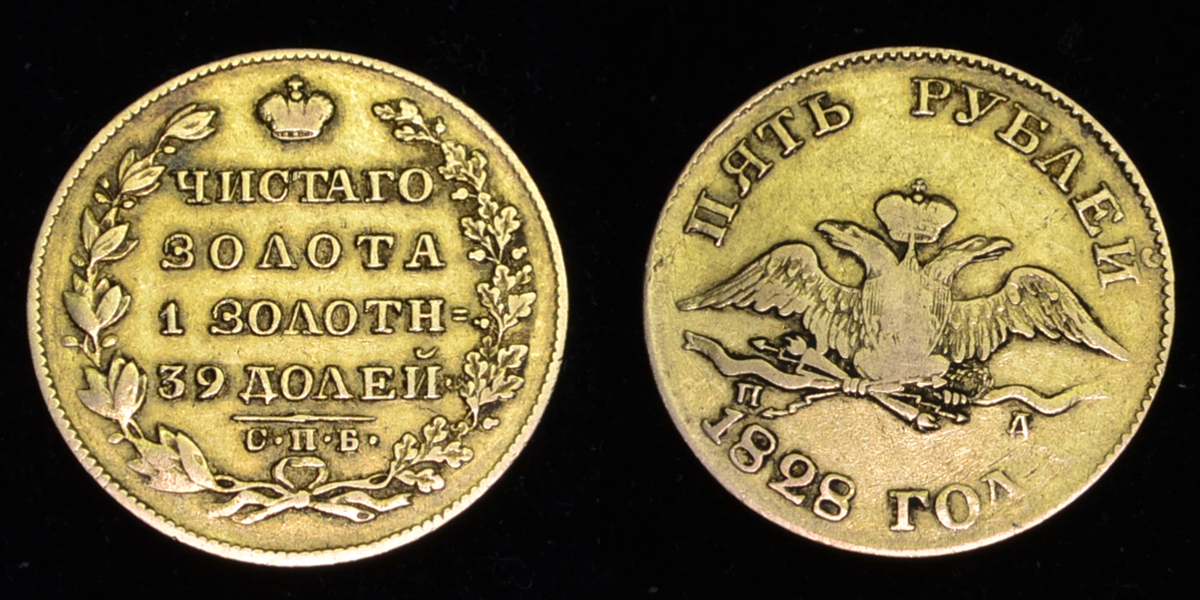 ЧИСТАГО
ЗОЛОТА
1 ЗОЛОТН=
39 ДОЛЕЙ·
С·П·Б·
ПЯТЬ РУБЛЕЙ
П Д
1828 ГОД